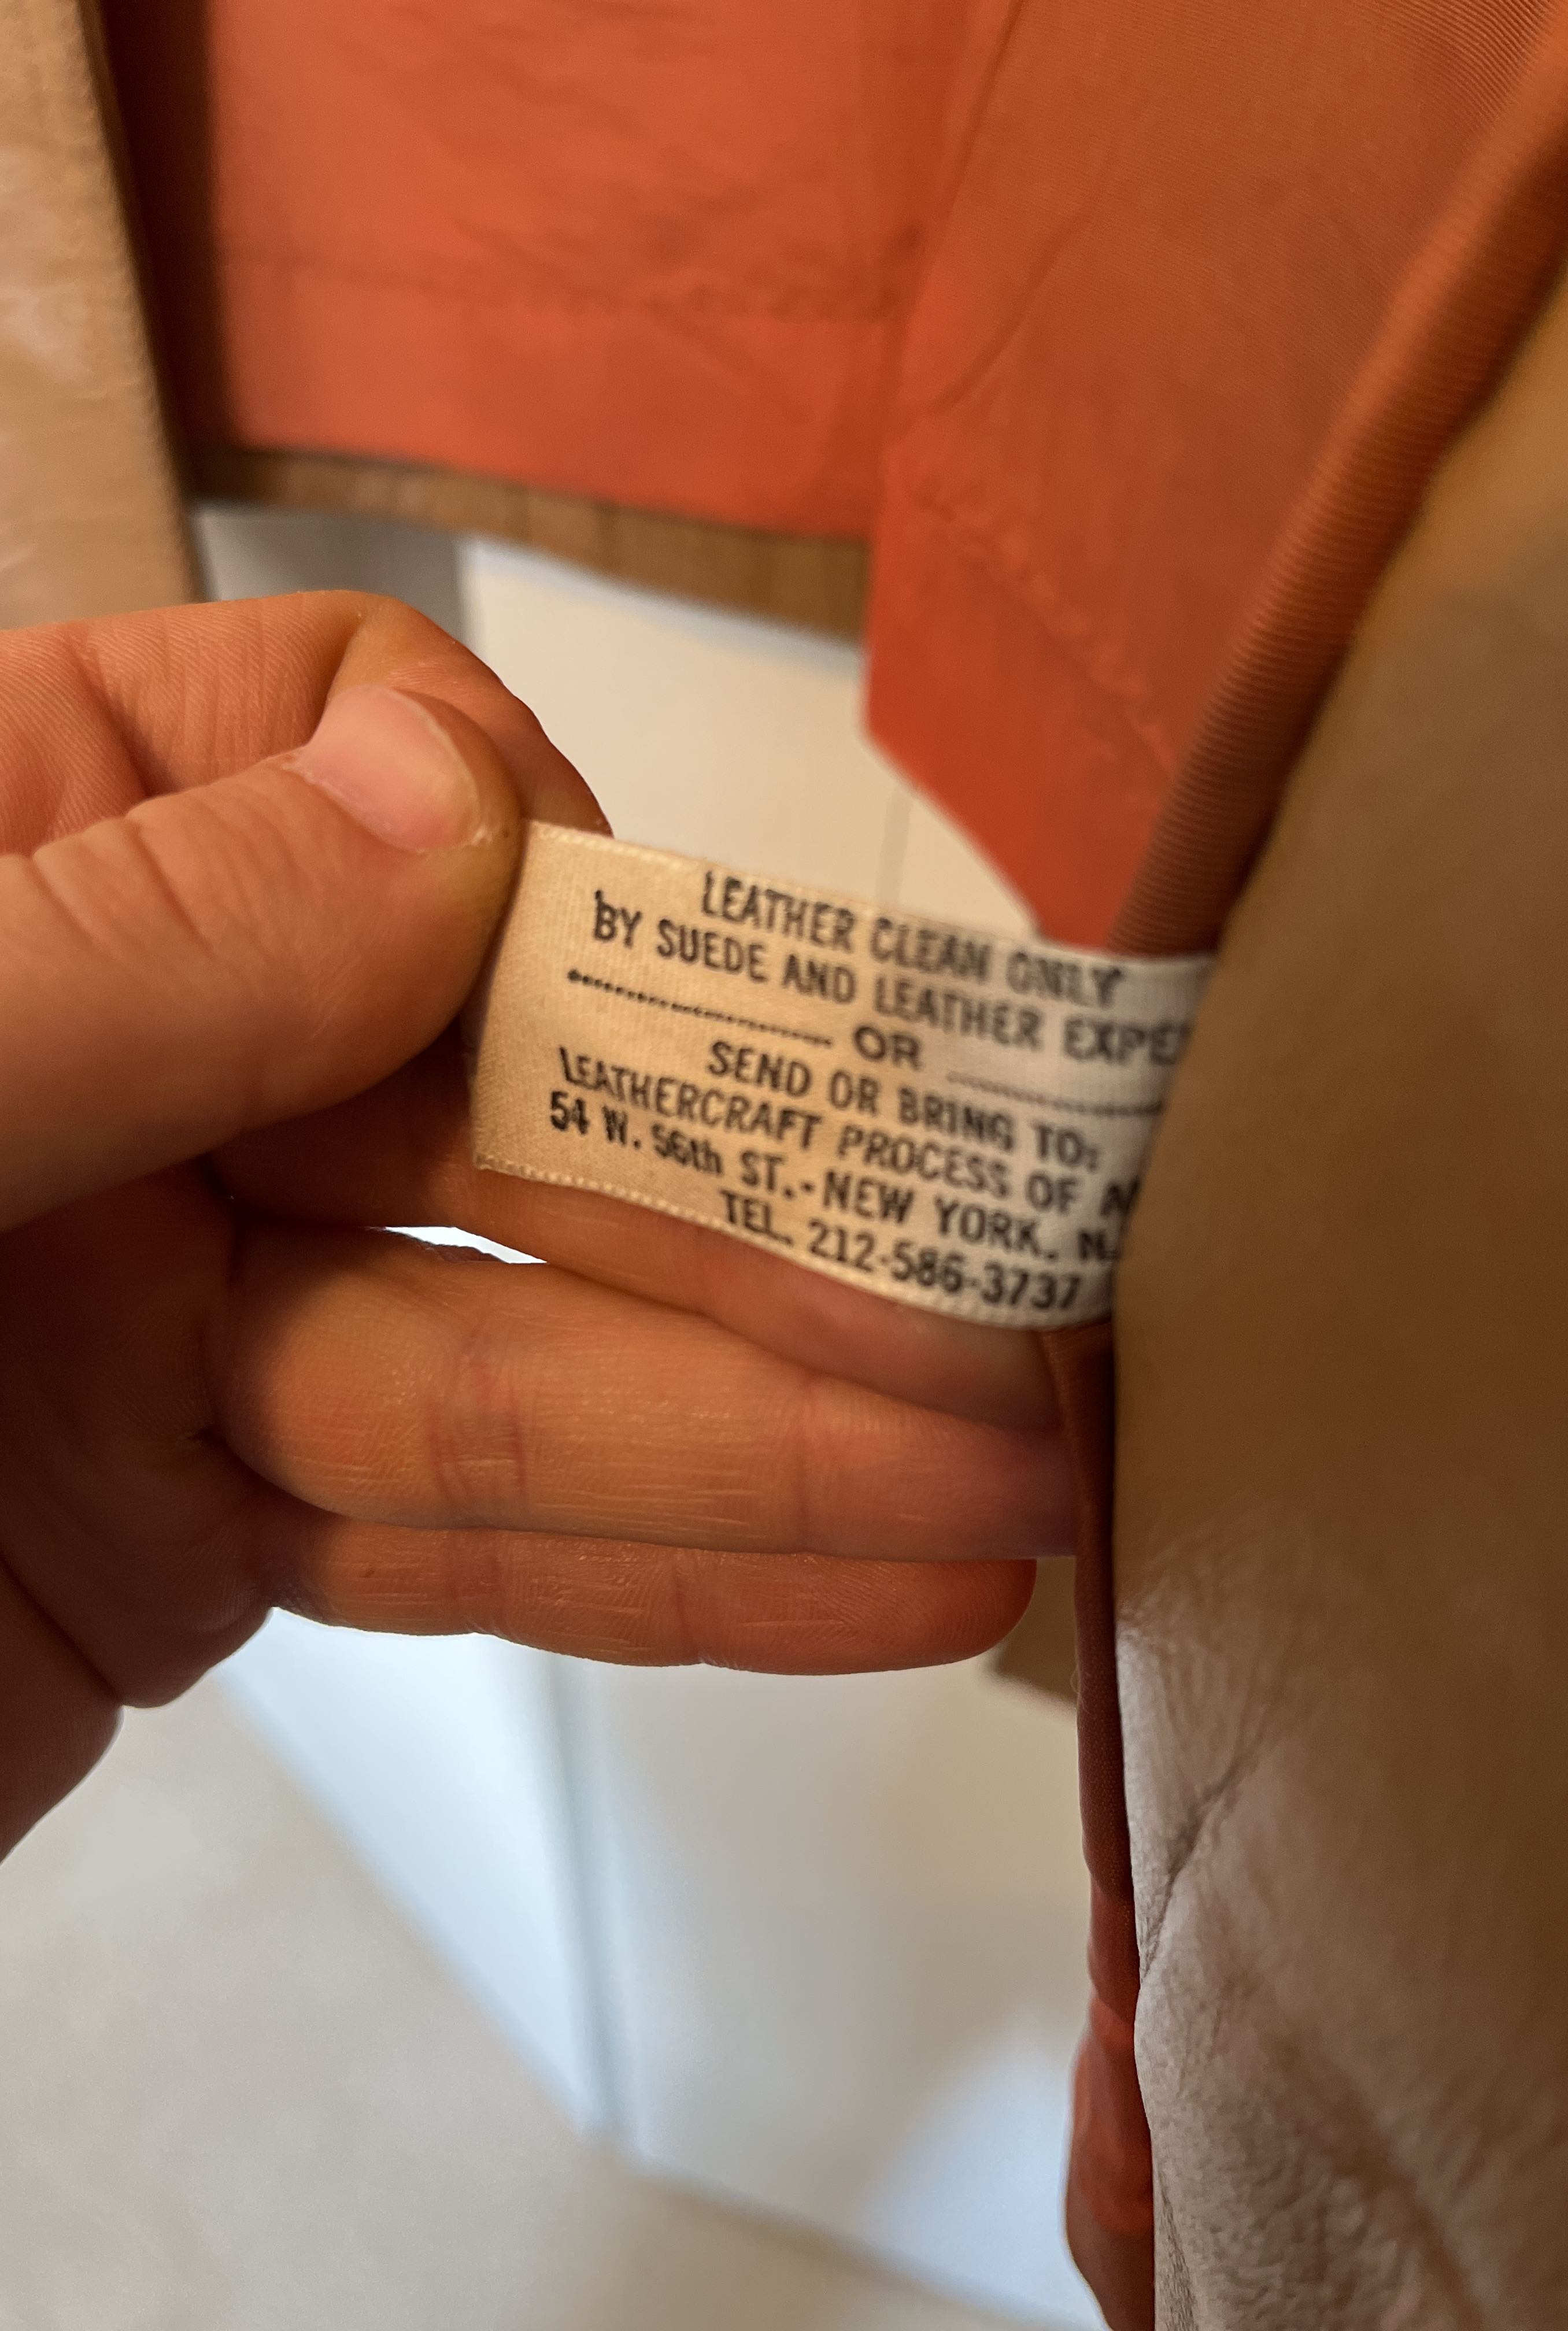 LEATHER CLEAN ONLY
BY SUEDE AND LEATHER EXPE
OR
SEND OR BRING TO:
LEATHERCRAFT PROCESS OF
54 W. 56th ST.-NEW YORK, N.
TEL. 212-586-3737